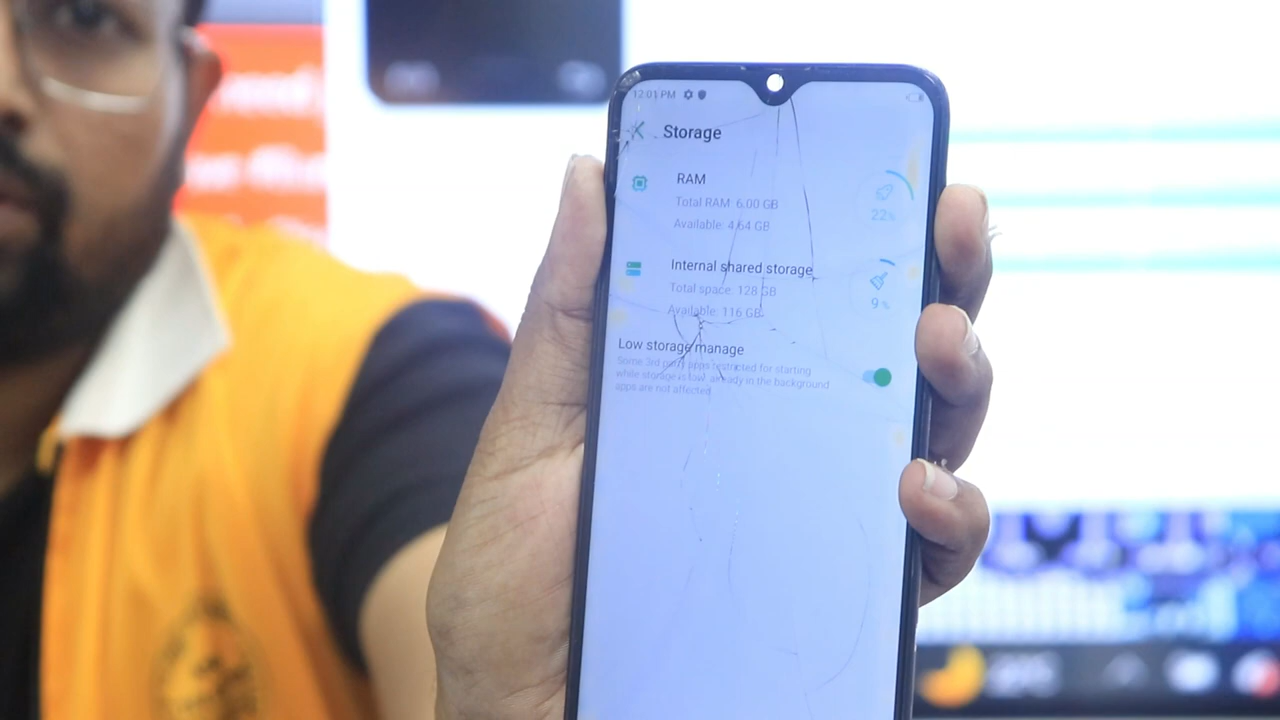 12:01 PM
Storage
RAM
Total RAM 6.00 GB
Available: 4.64 GB
22%
Internal shared storage
Total space: 128 GB
Available: 116 GB
9%
Low storage manage
Some 3rd party apps restricted for starting
while storage is low, already in the background
apps are not affected